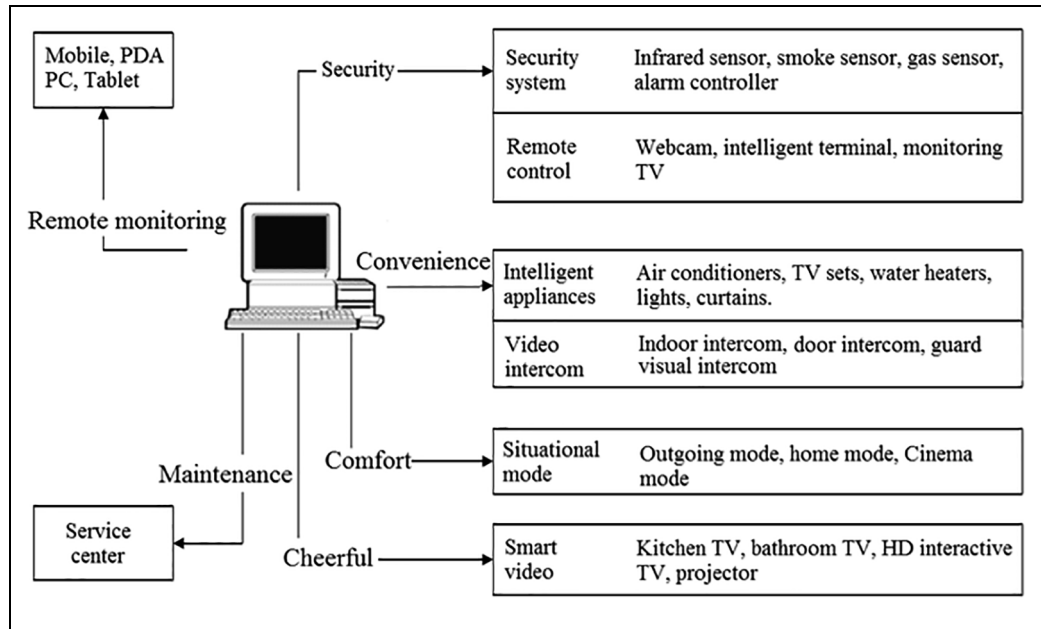 Mobile, PDA
PC, Tablet
Remote monitoring
Security
Security
system
Infrared sensor, smoke sensor, gas sensor,
alarm controller
Remote
control
Webcam, intelligent terminal, monitoring
TV
Convenience
Intelligent
appliances
Air conditioners, TV sets, water heaters,
lights, curtains.
Video
intercom
Indoor intercom, door intercom, guard
visual intercom
Comfort
Situational
mode
Outgoing mode, home mode, Cinema
mode
Maintenance
Service
center
Cheerful
Smart
video
Kitchen TV, bathroom TV, HD interactive
TV, projector